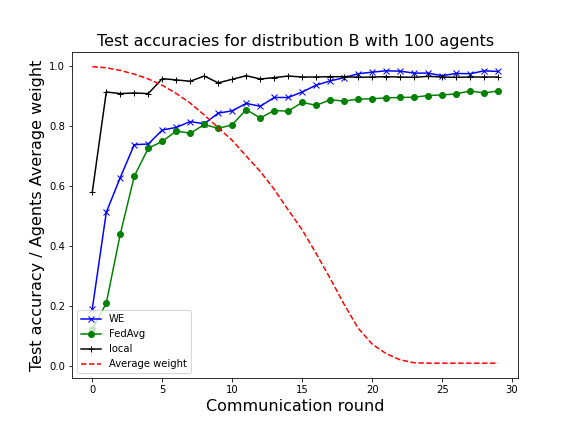 Test accuracies for distribution B with 100 agents
Test accuracy / Agents Average weight
1.0
0.8
0.6
0.4
0.2
0.0
WE
FedAvg
local
Average weight
0 5 10 15 20 25 30
Communication round